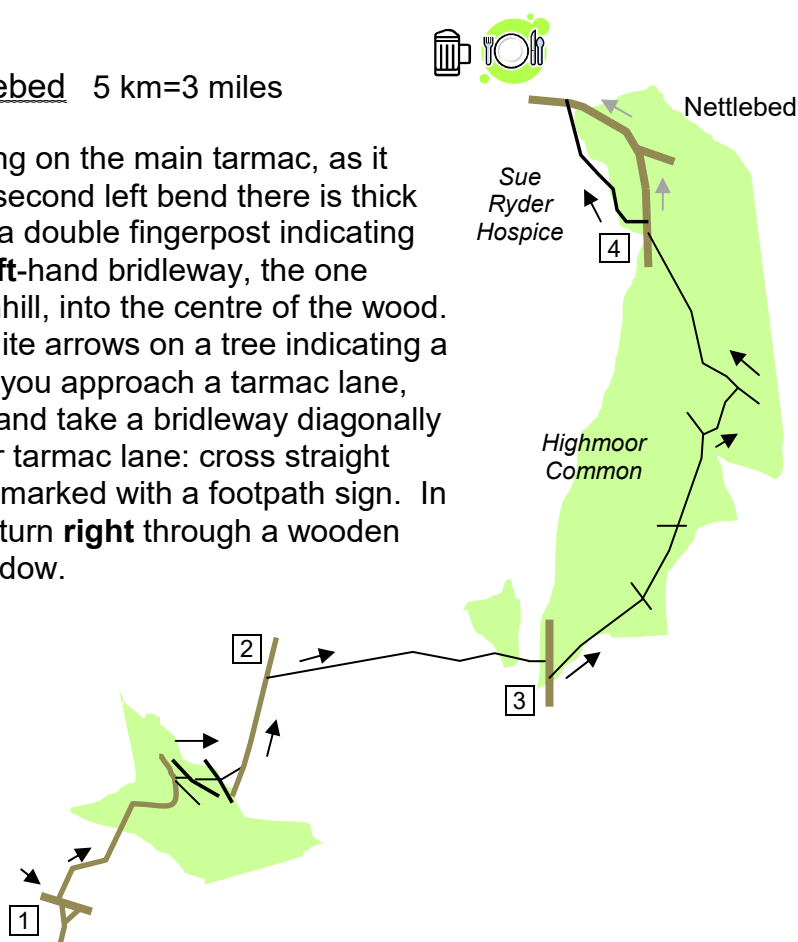 ebed 5 km=3 miles
ng on the main tarmac, as it
second left bend there is thick
a double fingerpost indicating
ft-hand bridleway, the one
hill, into the centre of the wood.
ite arrows on a tree indicating a
you approach a tarmac lane,
and take a bridleway diagonally
r tarmac lane: cross straight
marked with a footpath sign. In
turn right through a wooden
dow.
Nettlebed
Sue
Ryder
Hospice
4
Highmoor
Common
2
3
1